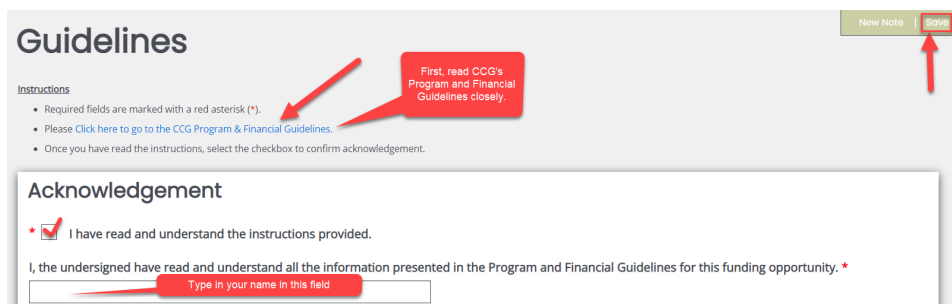 New Note | Save
Guidelines
First, read CCG's
Program and Financial
Guidelines closely.
Instructions
• Required fields are marked with a red asterisk (*).
• Please Click here to go to the CCG Program & Financial Guidelines.
• Once you have read the instructions, select the checkbox to confirm acknowledgement.
Acknowledgement
* I have read and understand the instructions provided.
I, the undersigned have read and understand all the information presented in the Program and Financial Guidelines for this funding opportunity. *
Type in your name in this field